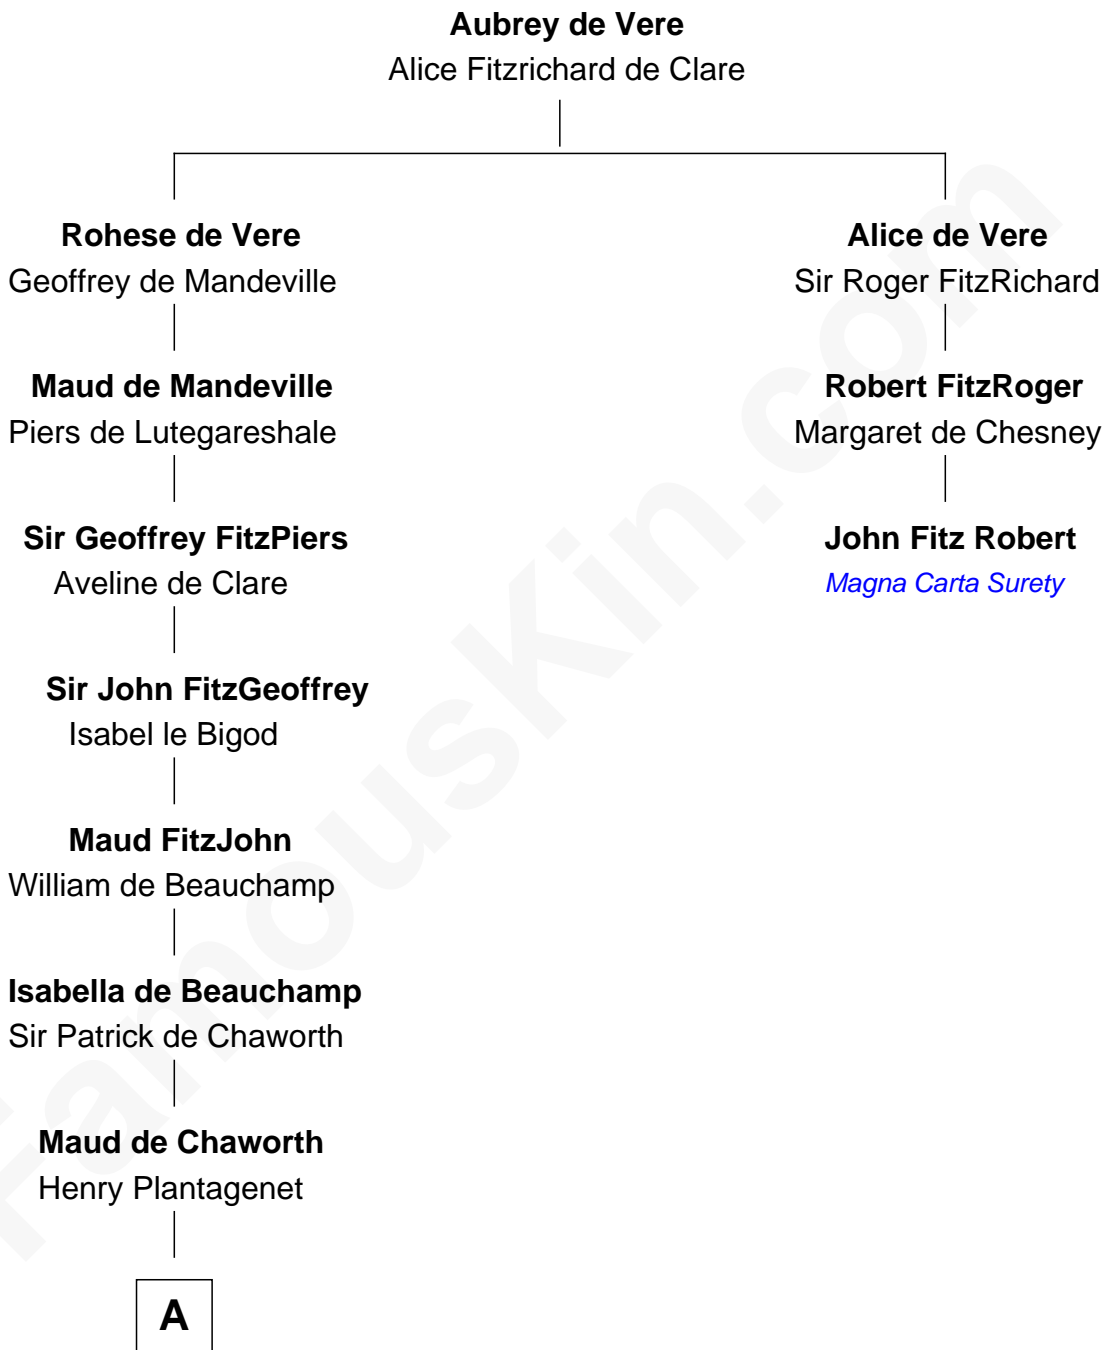 Aubrey de Vere
Alice Fitzrichard de Clare
Rohese de Vere
Geoffrey de Mandeville
Alice de Vere
Sir Roger FitzRichard
Maud de Mandeville
Piers de Lutegareshale
Robert FitzRoger
Margaret de Chesney
Sir Geoffrey FitzPiers
Aveline de Clare
John Fitz Robert
Magna Carta Surety
Sir John FitzGeoffrey
Isabel le Bigod
Maud FitzJohn
William de Beauchamp
Isabella de Beauchamp
Sir Patrick de Chaworth
Maud de Chaworth
Henry Plantagenet
A
FamousKin.com